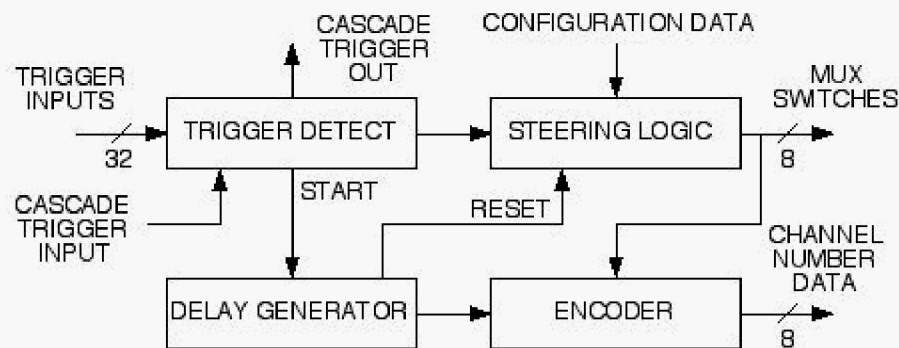 CASCADE
TRIGGER
OUT
CONFIGURATION DATA
TRIGGER
INPUTS
MUX
SWITCHES
TRIGGER DETECT
STEERING LOGIC
32
8
START
RESET
CASCADE
TRIGGER
INPUT
CHANNEL
NUMBER
DATA
DELAY GENERATOR
ENCODER
8